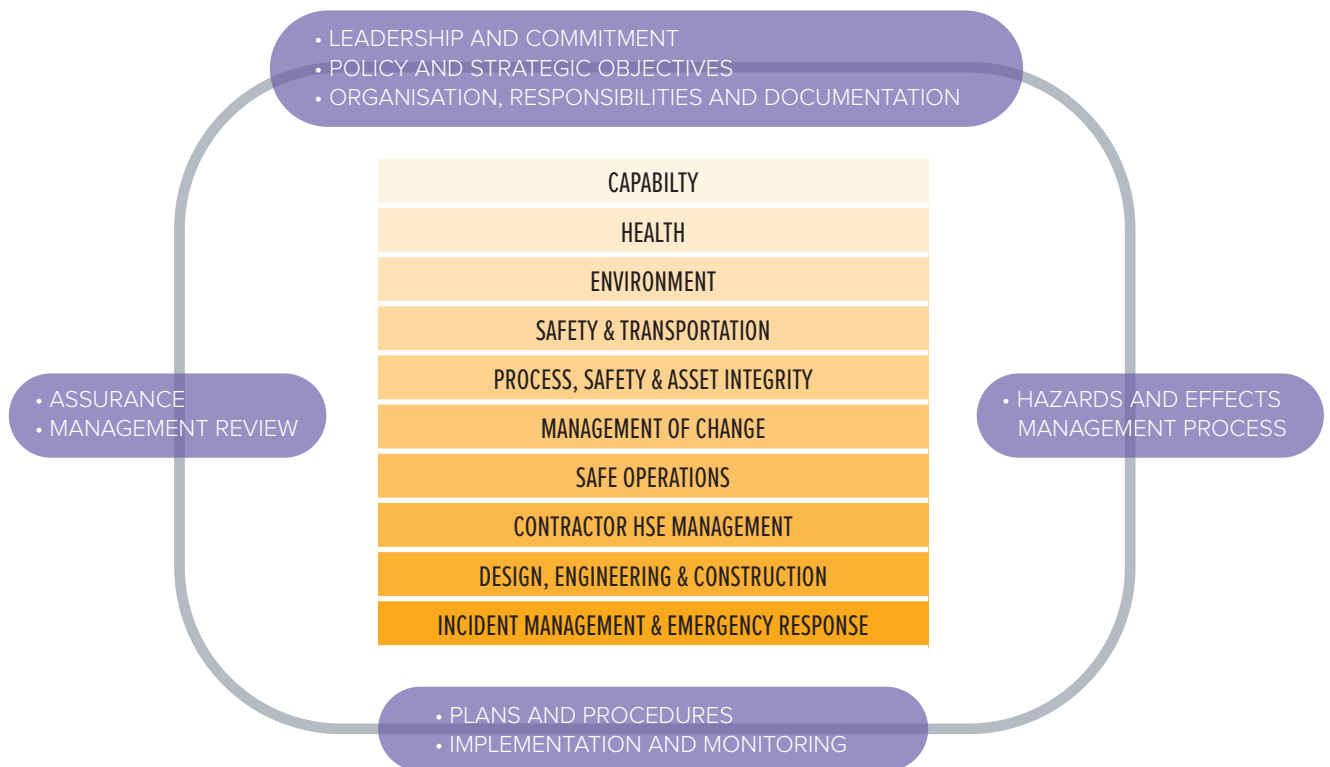 • LEADERSHIP AND COMMITMENT
• POLICY AND STRATEGIC OBJECTIVES
• ORGANISATION, RESPONSIBILITIES AND DOCUMENTATION
CAPABILTY
HEALTH
ENVIRONMENT
SAFETY & TRANSPORTATION
PROCESS, SAFETY & ASSET INTEGRITY
MANAGEMENT OF CHANGE
SAFE OPERATIONS
CONTRACTOR HSE MANAGEMENT
DESIGN, ENGINEERING & CONSTRUCTION
INCIDENT MANAGEMENT & EMERGENCY RESPONSE
• ASSURANCE
• MANAGEMENT REVIEW
• HAZARDS AND EFFECTS
MANAGEMENT PROCESS
• PLANS AND PROCEDURES
• IMPLEMENTATION AND MONITORING